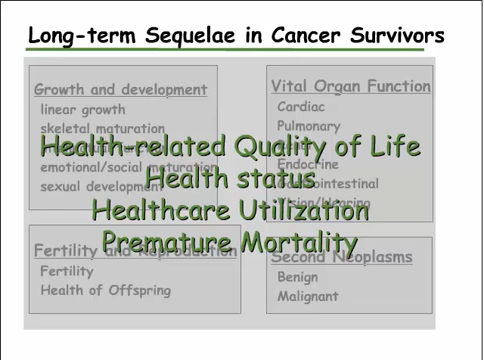 Long-term Sequelae in Cancer Survivors
Growth and development
linear growth
skeletal maturation
emotional/social maturation
sexual development
Vital Organ Function
Cardiac
Pulmonary
Endocrine
Gastrointestinal
Vision/Hearing
Health-related Quality of Life
Health status
Healthcare Utilization
Premature Mortality
Fertility and Reproduction
Fertility
Health of Offspring
Second Neoplasms
Benign
Malignant